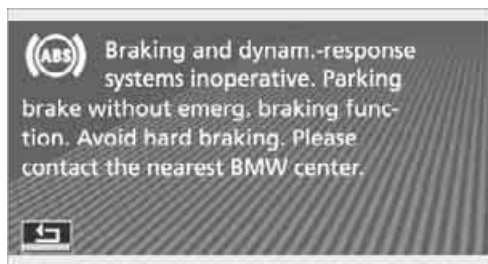 ABS
Braking and dynam.-response
systems inoperative. Parking
brake without emerg. braking func-
tion. Avoid hard braking. Please
contact the nearest BMW center.